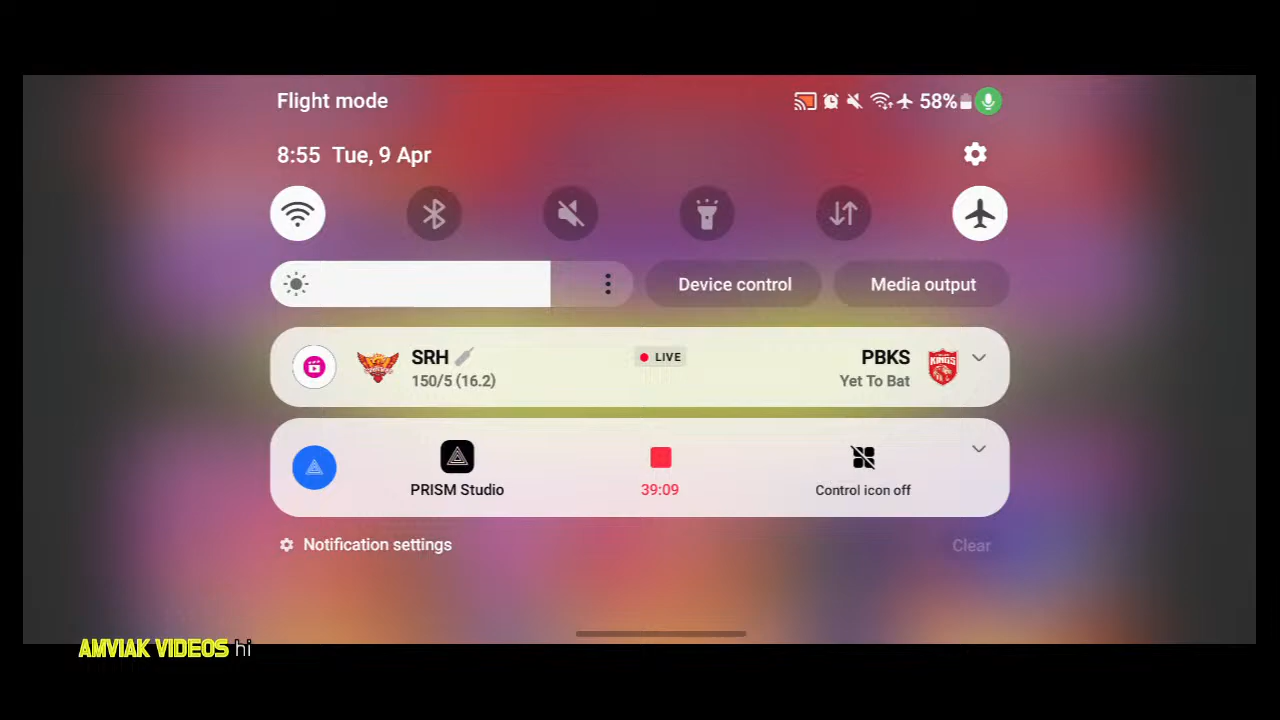 Flight mode
58%
8:55 Tue, 9 Apr
Device control
Media output
SRH
LIVE
PBKS
150/5 (16.2)
Yet To Bat
KINGS
PRISM Studio
39:09
Control icon off
Notification settings
Clear
AMVIAK VIDEOS hi